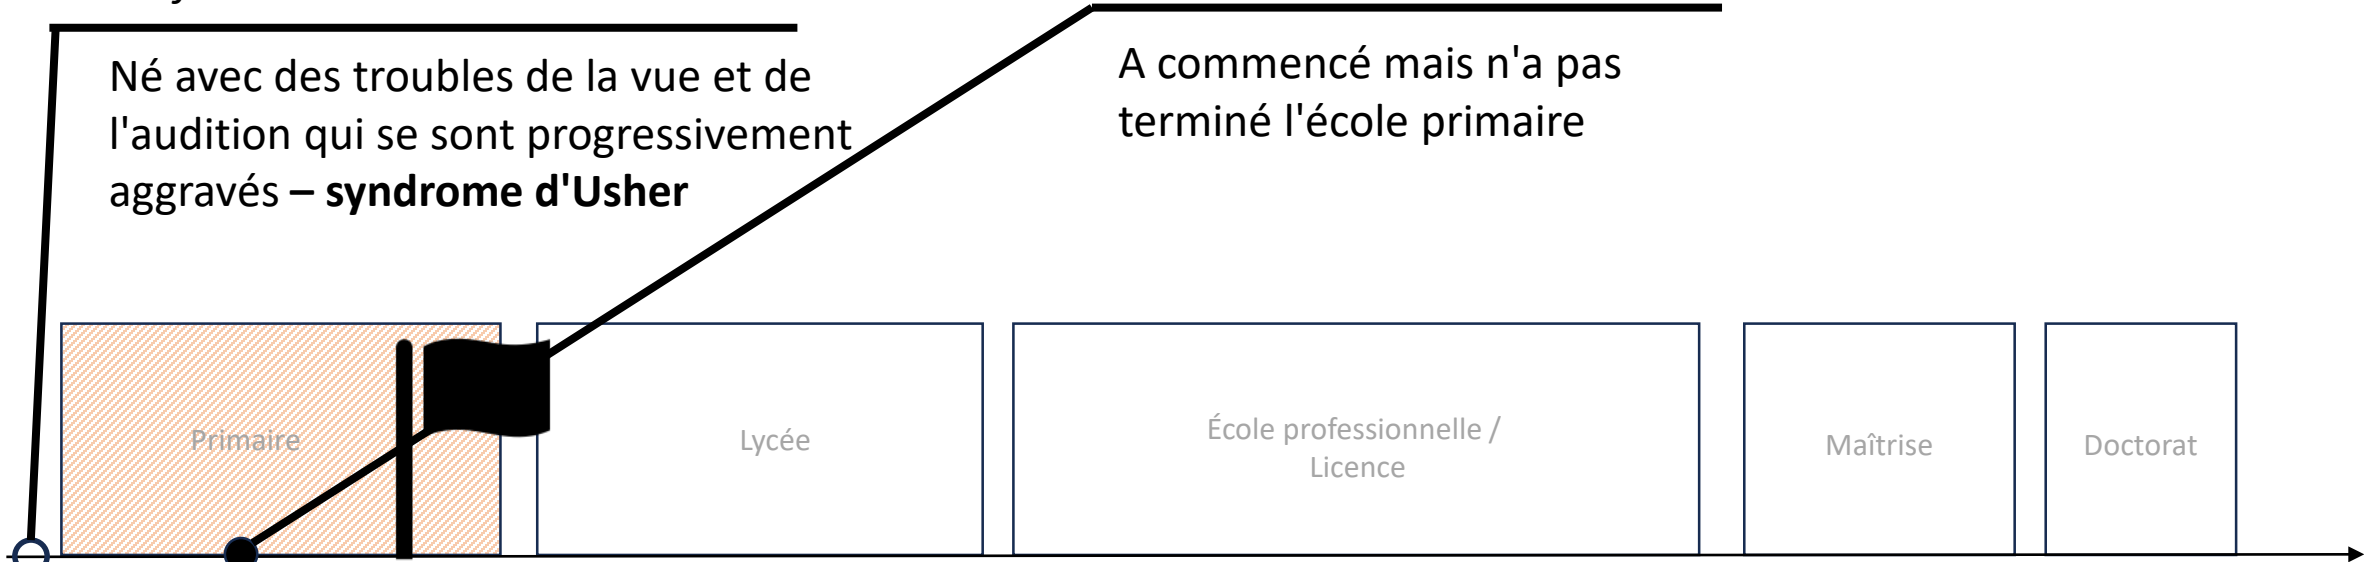 Né avec des troubles de la vue et de
l'audition qui se sont progressivement
aggravés – syndrome d'Usher
A commencé mais n'a pas
terminé l'école primaire
Primaire
Lycée
École professionnelle /
Licence
Maîtrise
Doctorat